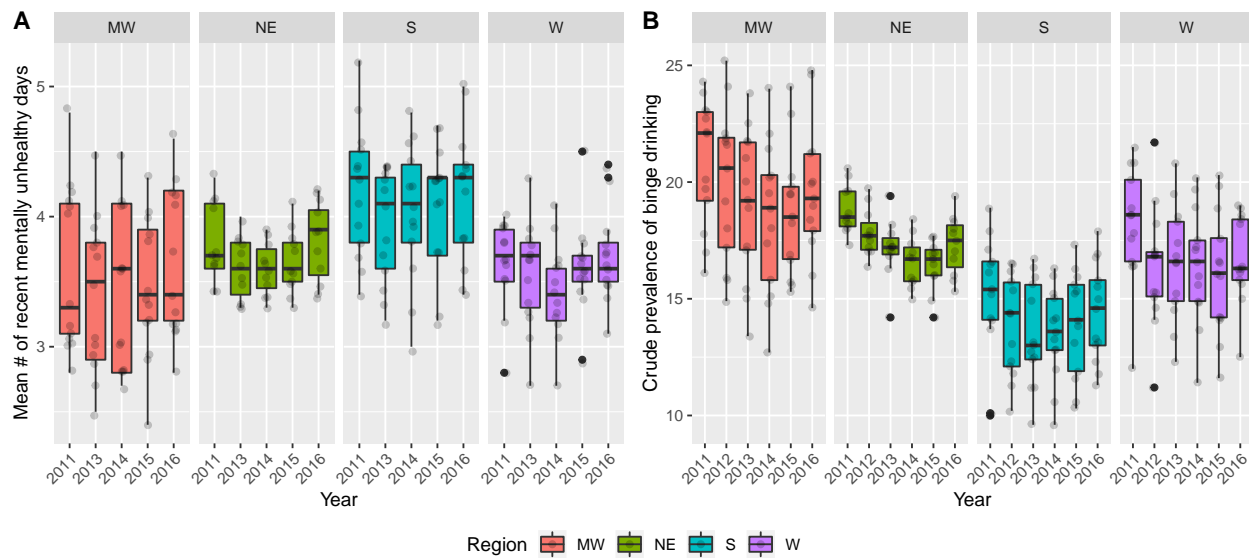 A
MW NE S W
Mean # of recent mentally unhealthy days
5
4
3
2011 2013 2014 2015 2016 2011 2013 2014 2015 2016 2011 2013 2014 2015 2016 2011 2013 2014 2015 2016
Year
B
MW NE S W
Crude prevalence of binge drinking
25
20
15
10
2011 2012 2013 2014 2015 2016 2011 2012 2013 2014 2015 2016 2011 2012 2013 2014 2015 2016 2011 2012 2013 2014 2015 2016
Year
Region MW NE S W